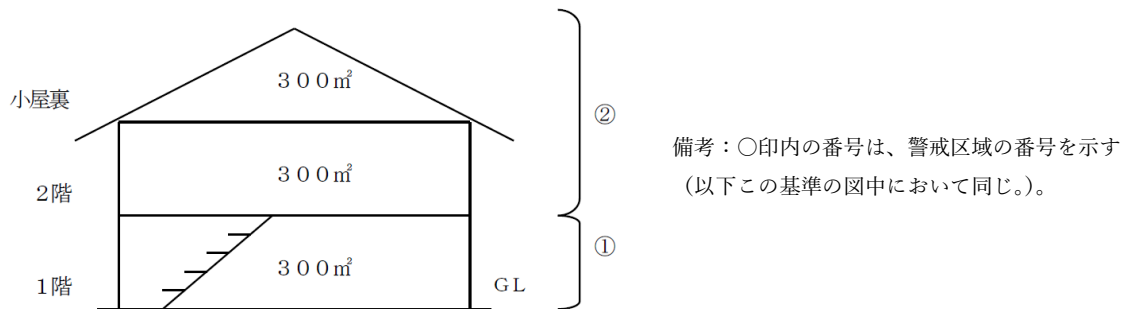 ３００㎡
小屋裏
②
備考：○印内の番号は、警戒区域の番号を示す
（以下この基準の図中において同じ。）。
３００㎡
２階
①
３００㎡
１階
ＧＬ